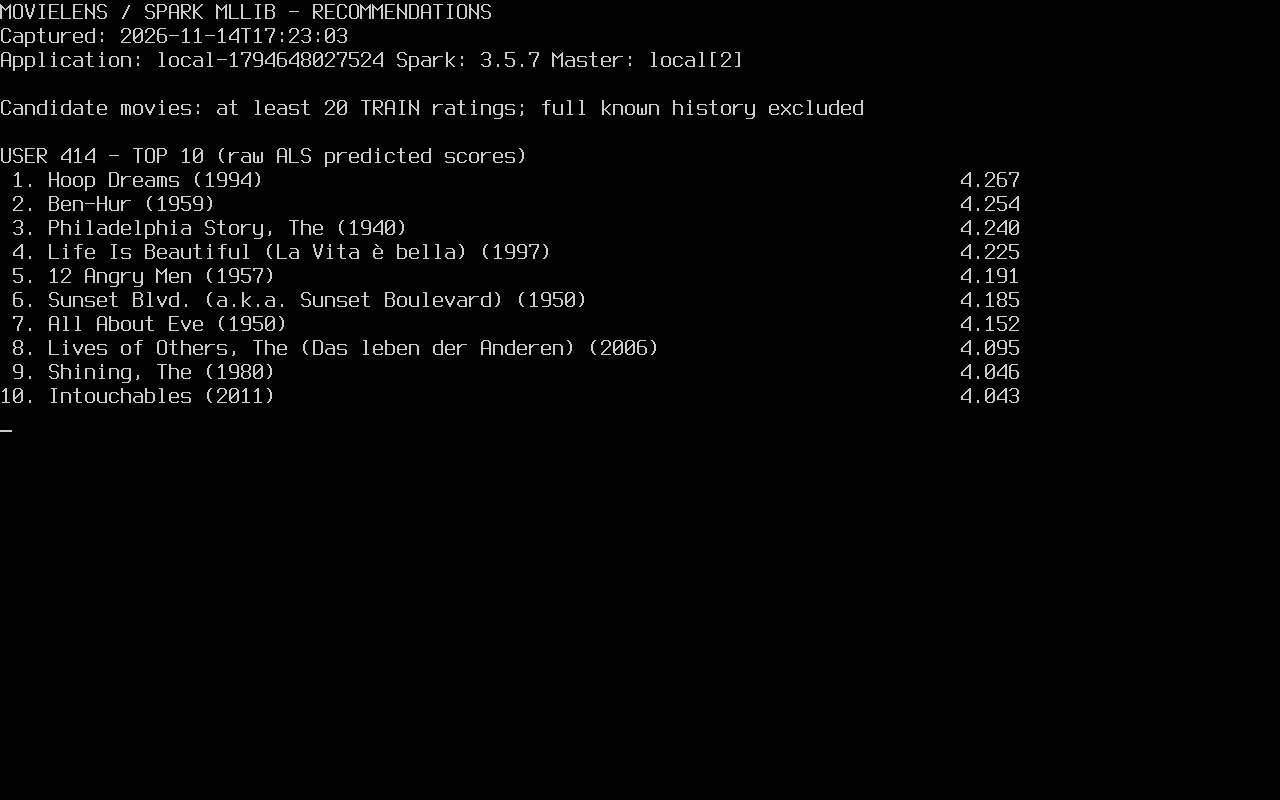 MOVIELENS / SPARK MLLIB - RECOMMENDATIONS
Captured: 2026-11-14T17:23:03
Application: local-1794648027524 Spark: 3.5.7 Master: local[2]
Candidate movies: at least 20 TRAIN ratings; full known history excluded
USER 414 - TOP 10 (raw ALS predicted scores)
1. Hoop Dreams (1994) 4.267
2. Ben-Hur (1959) 4.254
3. Philadelphia Story, The (1940) 4.240
4. Life Is Beautiful (La Vita è bella) (1997) 4.225
5. 12 Angry Men (1957) 4.191
6. Sunset Blvd. (a.k.a. Sunset Boulevard) (1950) 4.185
7. All About Eve (1950) 4.152
8. Lives of Others, The (Das leben der Anderen) (2006) 4.095
9. Shining, The (1980) 4.046
10. Intouchables (2011) 4.043